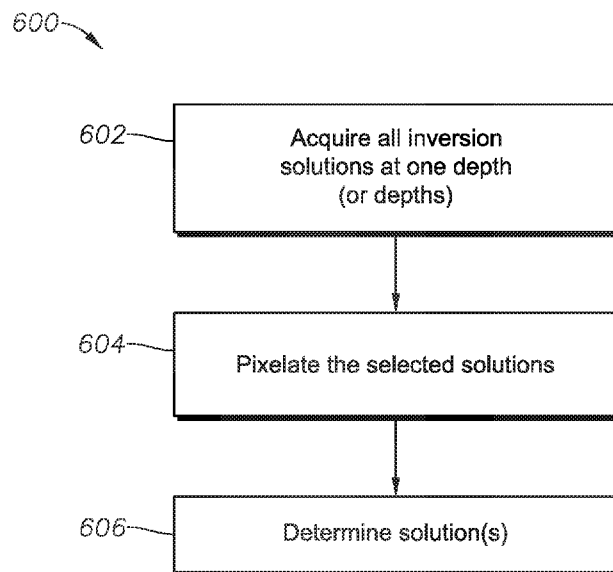 600
602
Acquire all inversion
solutions at one depth
(or depths)
604
Pixelate the selected solutions
606
Determine solution(s)